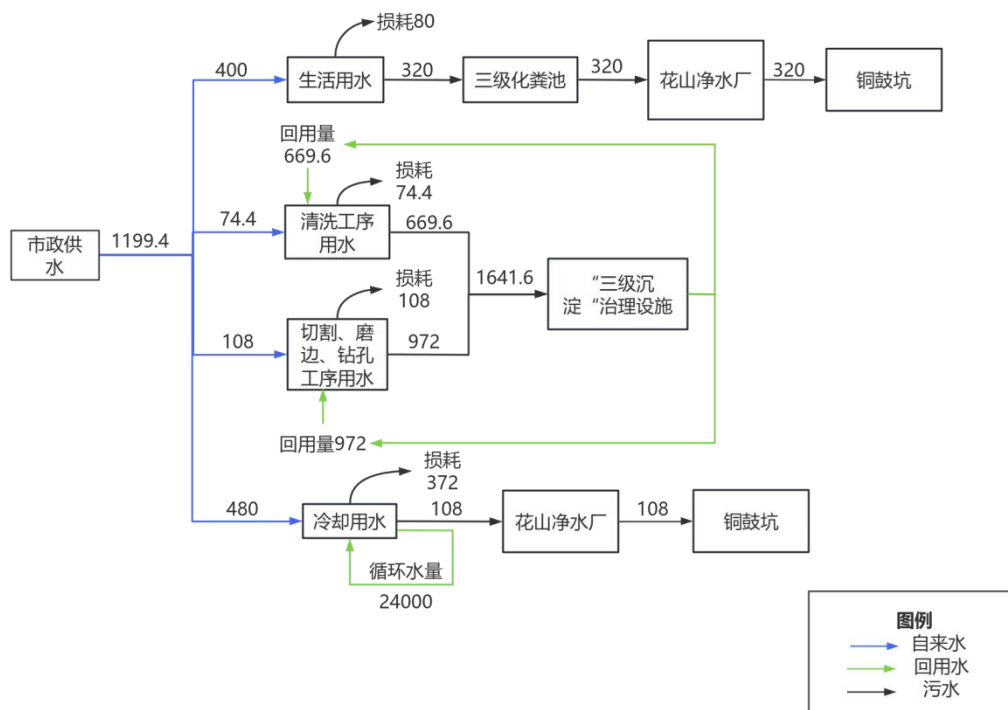 损耗80
400
生活用水
320
三级化粪池
320
花山净水厂
320
铜鼓坑
回用量
669.6
损耗
74.4
74.4
清洗工序
用水
669.6
市政供
水
1199.4
损耗
108
1641.6
“三级沉
淀“治理设施
108
切割、磨
边、钻孔
工序用水
972
回用量972
损耗
372
480
冷却用水
108
花山净水厂
108
铜鼓坑
循环水量
24000
图例
自来水
回用水
污水